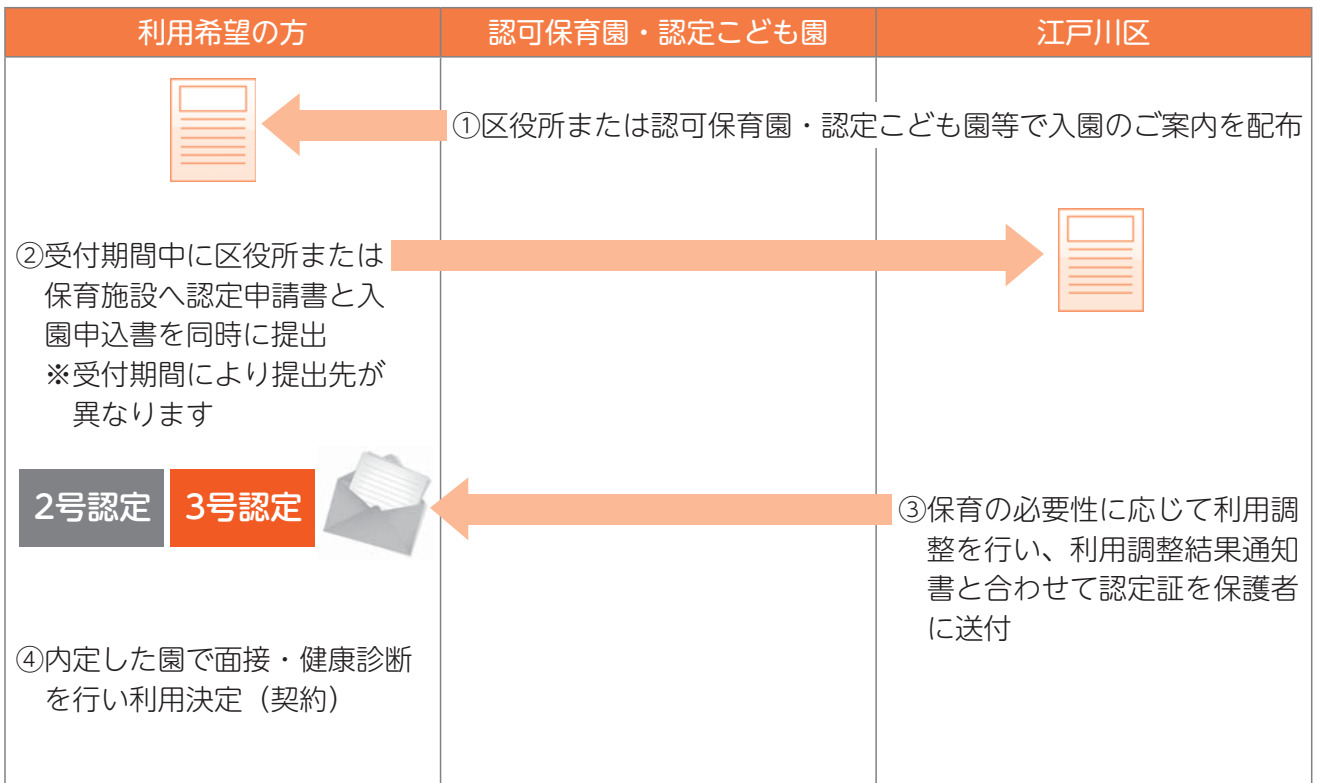 利用希望の方
認可保育園・認定こども園
江戸川区
①区役所または認可保育園・認定こども園等で入園のご案内を配布
②受付期間中に区役所または
保育施設へ認定申請書と入
園申込書を同時に提出
※受付期間により提出先が
異なります
2号認定
3号認定
③保育の必要性に応じて利用調
整を行い、利用調整結果通知
書と合わせて認定証を保護者
に送付
④内定した園で面接・健康診断
を行い利用決定（契約）